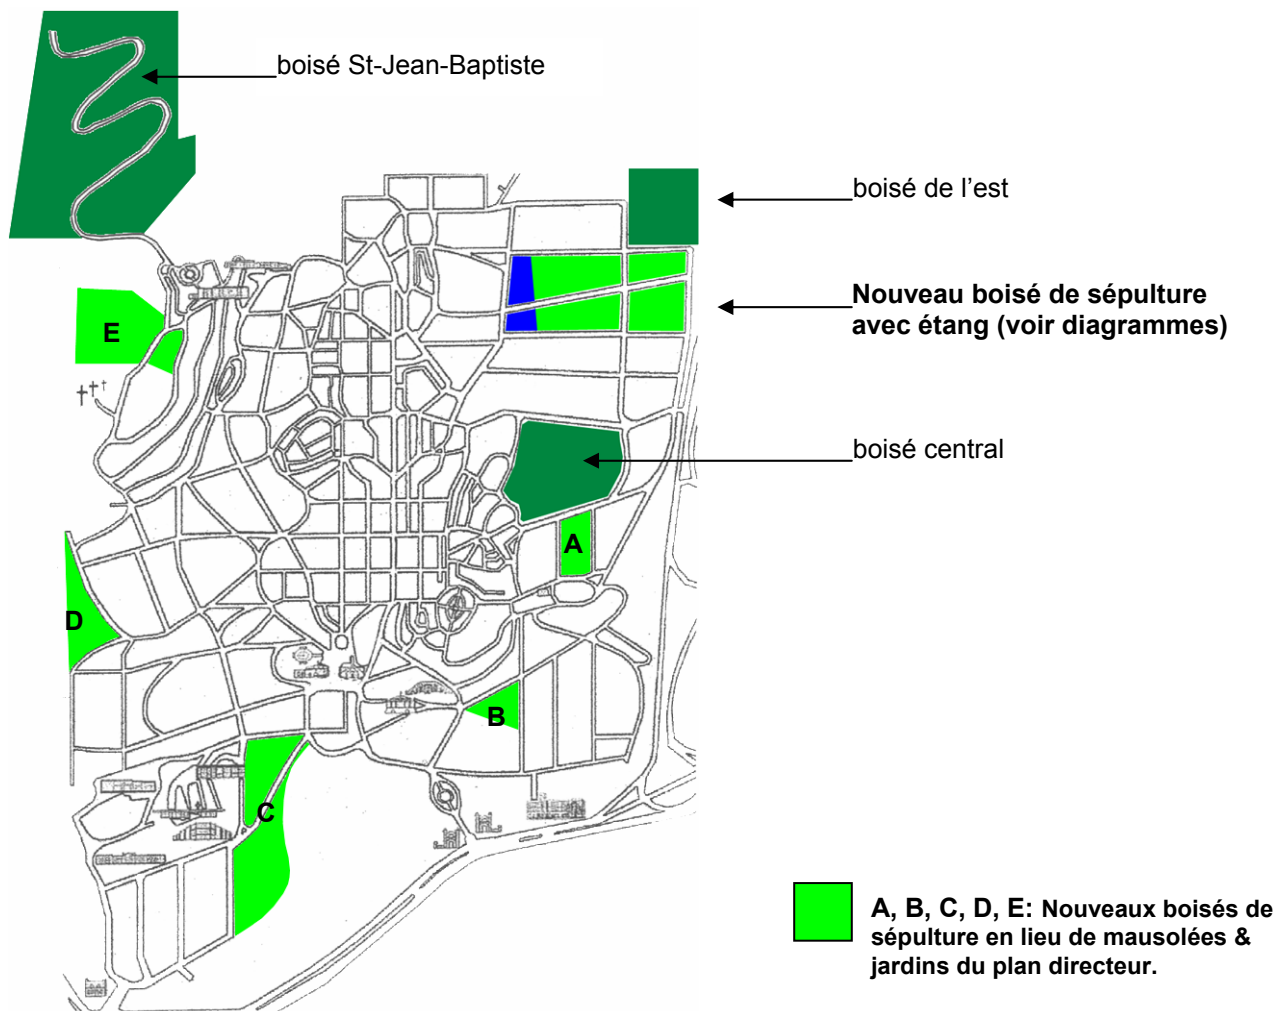 boisé St-Jean-Baptiste
boisé de l'est
Nouveau boisé de sépulture
avec étang (voir diagrammes)
E
boisé central
A
D
B
C
A, B, C, D, E: Nouveaux boisés de
sépulture en lieu de mausolées &
jardins du plan directeur.